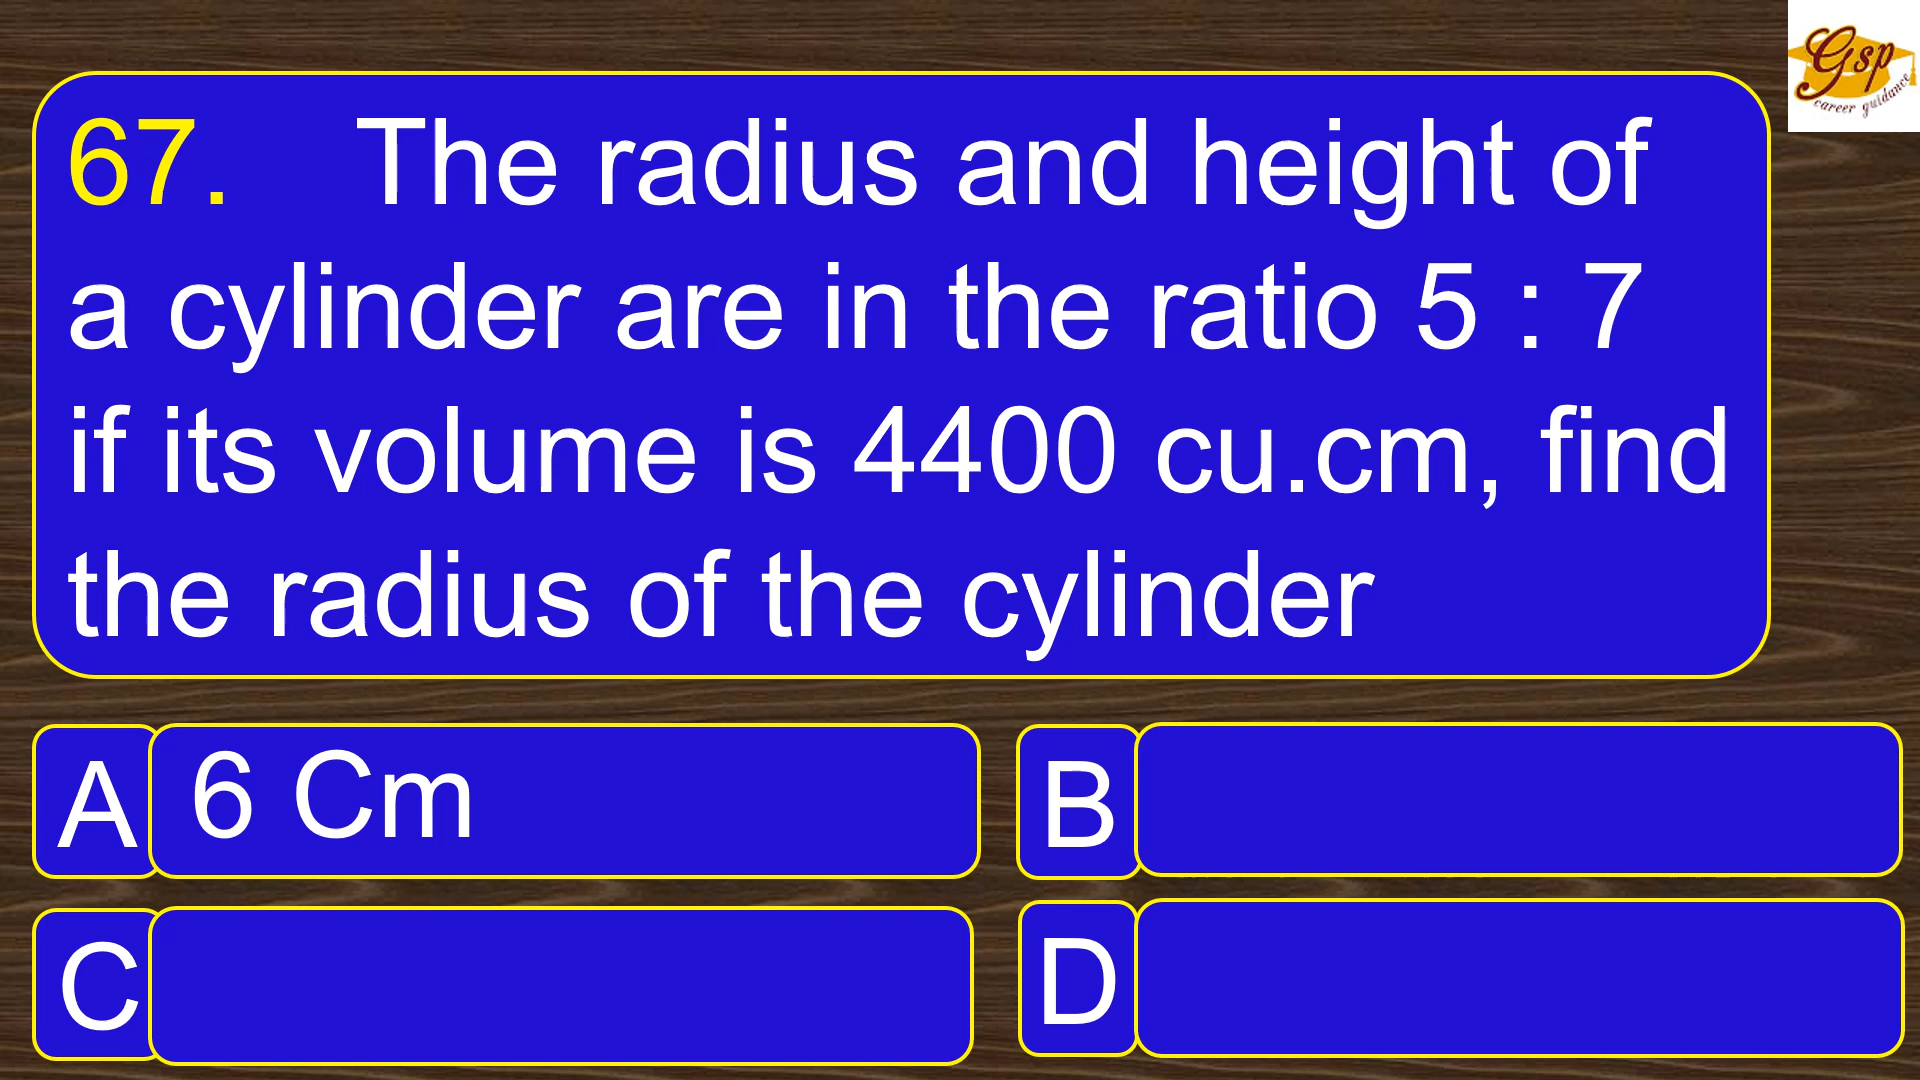 Gsp
career guidance
67. The radius and height of
a cylinder are in the ratio 5 : 7
if its volume is 4400 cu.cm, find
the radius of the cylinder
A 6 Cm
B
C
D